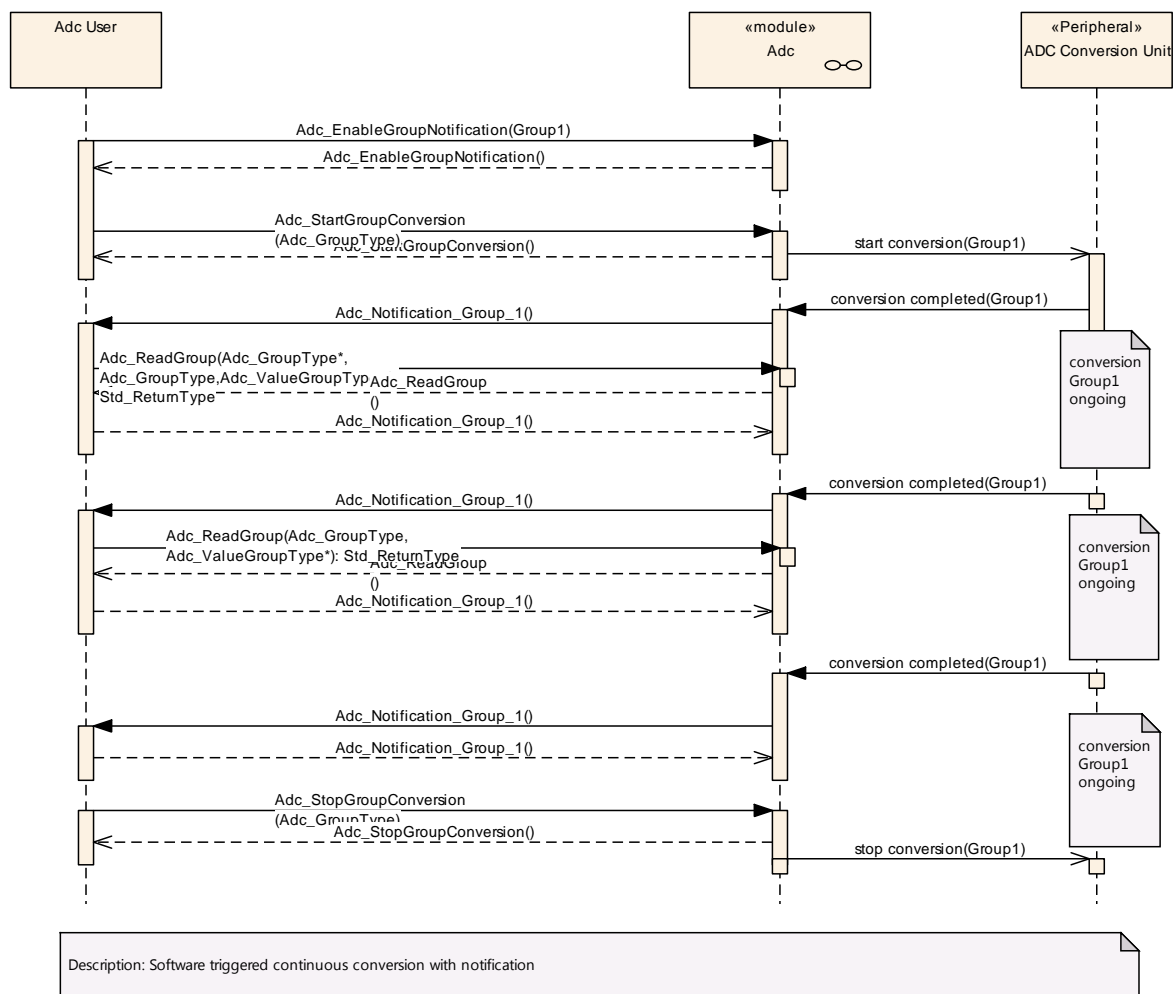 Adc User
«module»
Adc
«Peripheral»
ADC Conversion Unit
Adc_EnableGroupNotification(Group1)
Adc_EnableGroupNotification()
Adc_StartGroupConversion
(Adc_GroupType)
GroupConversion()
start conversion(Group1)
conversion completed(Group1)
Adc_Notification_Group_1()
Adc_ReadGroup(Adc_GroupType*,
Adc_GroupType,Adc_ValueGroupTyp
Std_ReturnType
Adc_ReadGroup
()
Adc_Notification_Group_1()
conversion
Group1
ongoing
conversion completed(Group1)
Adc_Notification_Group_1()
Adc_ReadGroup(Adc_GroupType,
Adc_ValueGroupType*): Std_ReturnType
Adc_ReadGroup
()
Adc_Notification_Group_1()
conversion
Group1
ongoing
conversion completed(Group1)
Adc_Notification_Group_1()
Adc_Notification_Group_1()
conversion
Group1
ongoing
Adc_StopGroupConversion
(Adc_GroupType)
Adc_StopGroupConversion()
stop conversion(Group1)
Description: Software triggered continuous conversion with notification